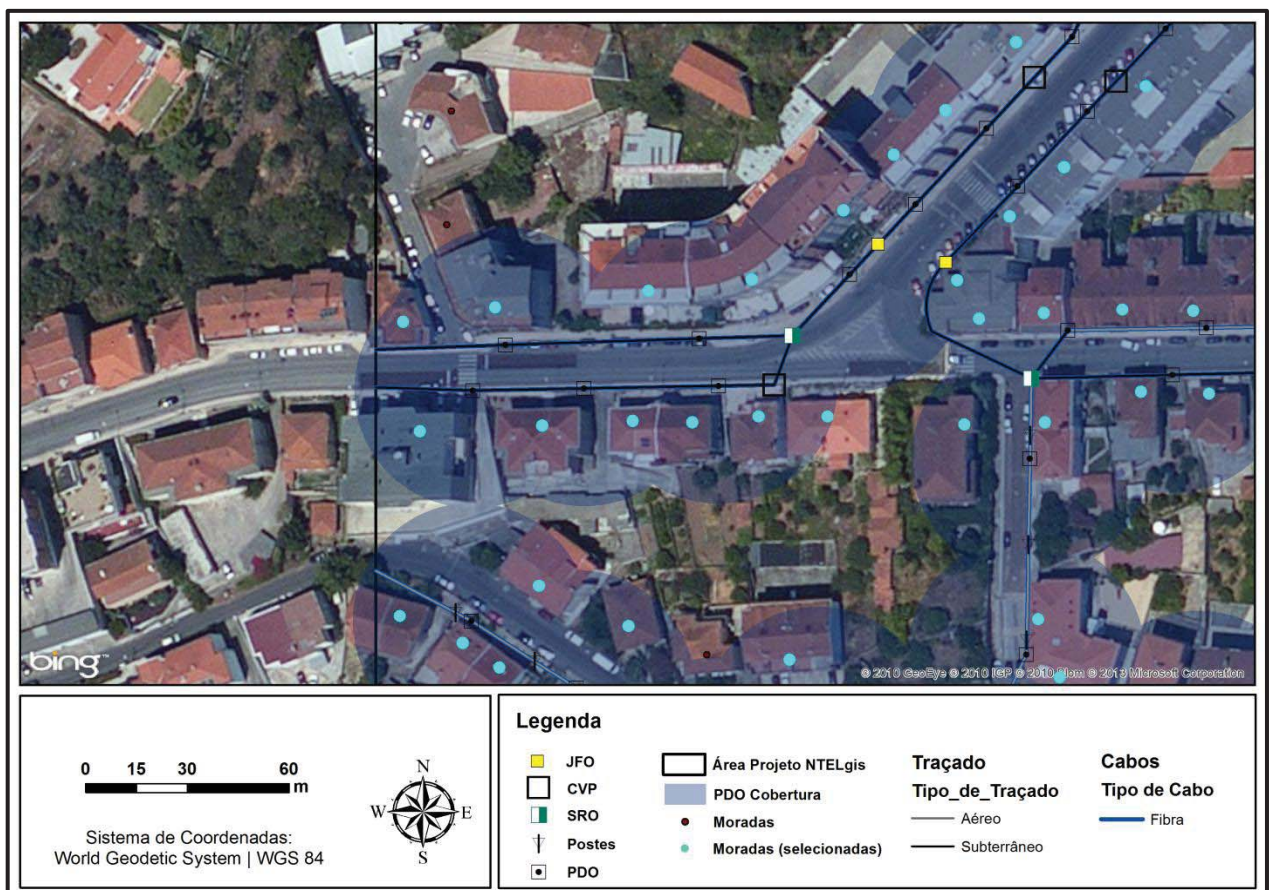 bing™
© 2010 GeoEye © 2010 IGP © 2010 Blom © 2013 Microsoft Corporation
0 15 30 60
m
Sistema de Coordenadas:
World Geodetic System | WGS 84
N
W E
S
Legenda
JFO
CVP
SRO
Postes
PDO
Área Projeto NTELgis
PDO Cobertura
Moradas
Moradas (selecionadas)
Traçado
Tipo_de_Traçado
Aéreo
Subterrâneo
Cabos
Tipo de Cabo
Fibra